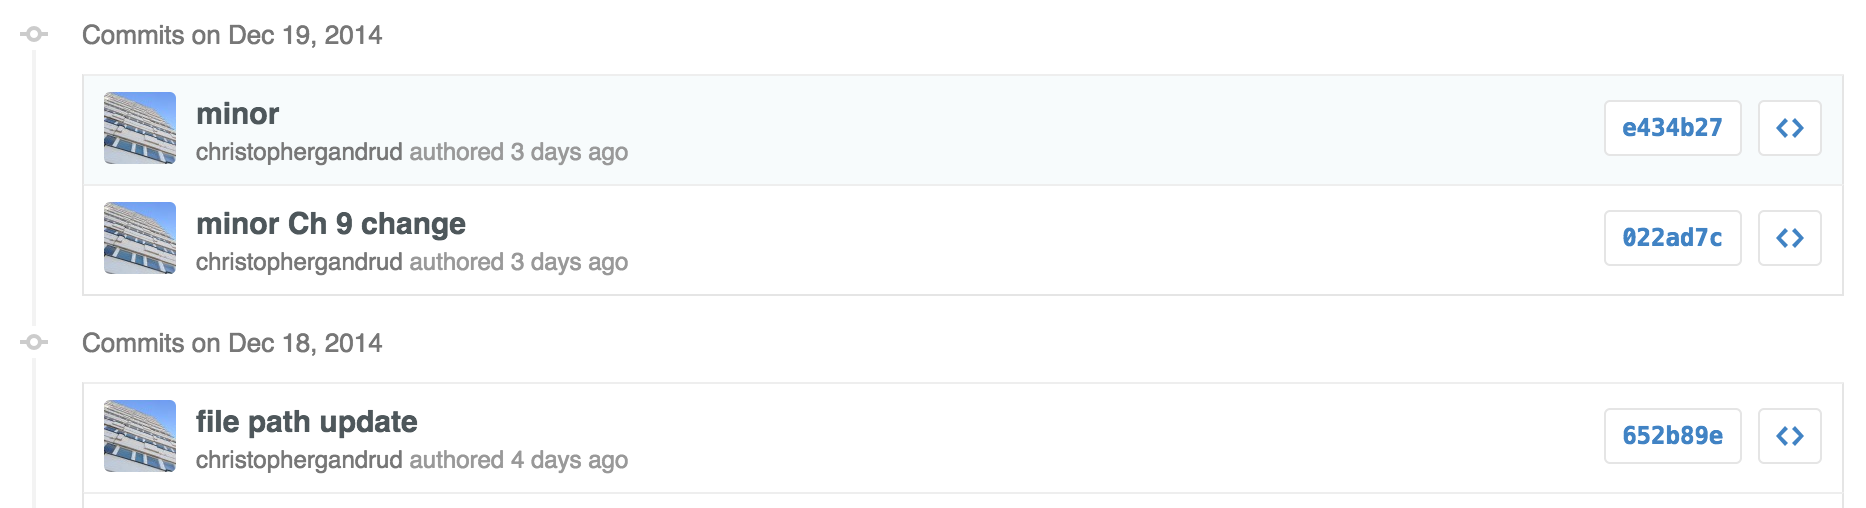 Commits on Dec 19, 2014
minor
christophergandrud authored 3 days ago
e434b27
minor Ch 9 change
christophergandrud authored 3 days ago
022ad7c
Commits on Dec 18, 2014
file path update
christophergandrud authored 4 days ago
652b89e